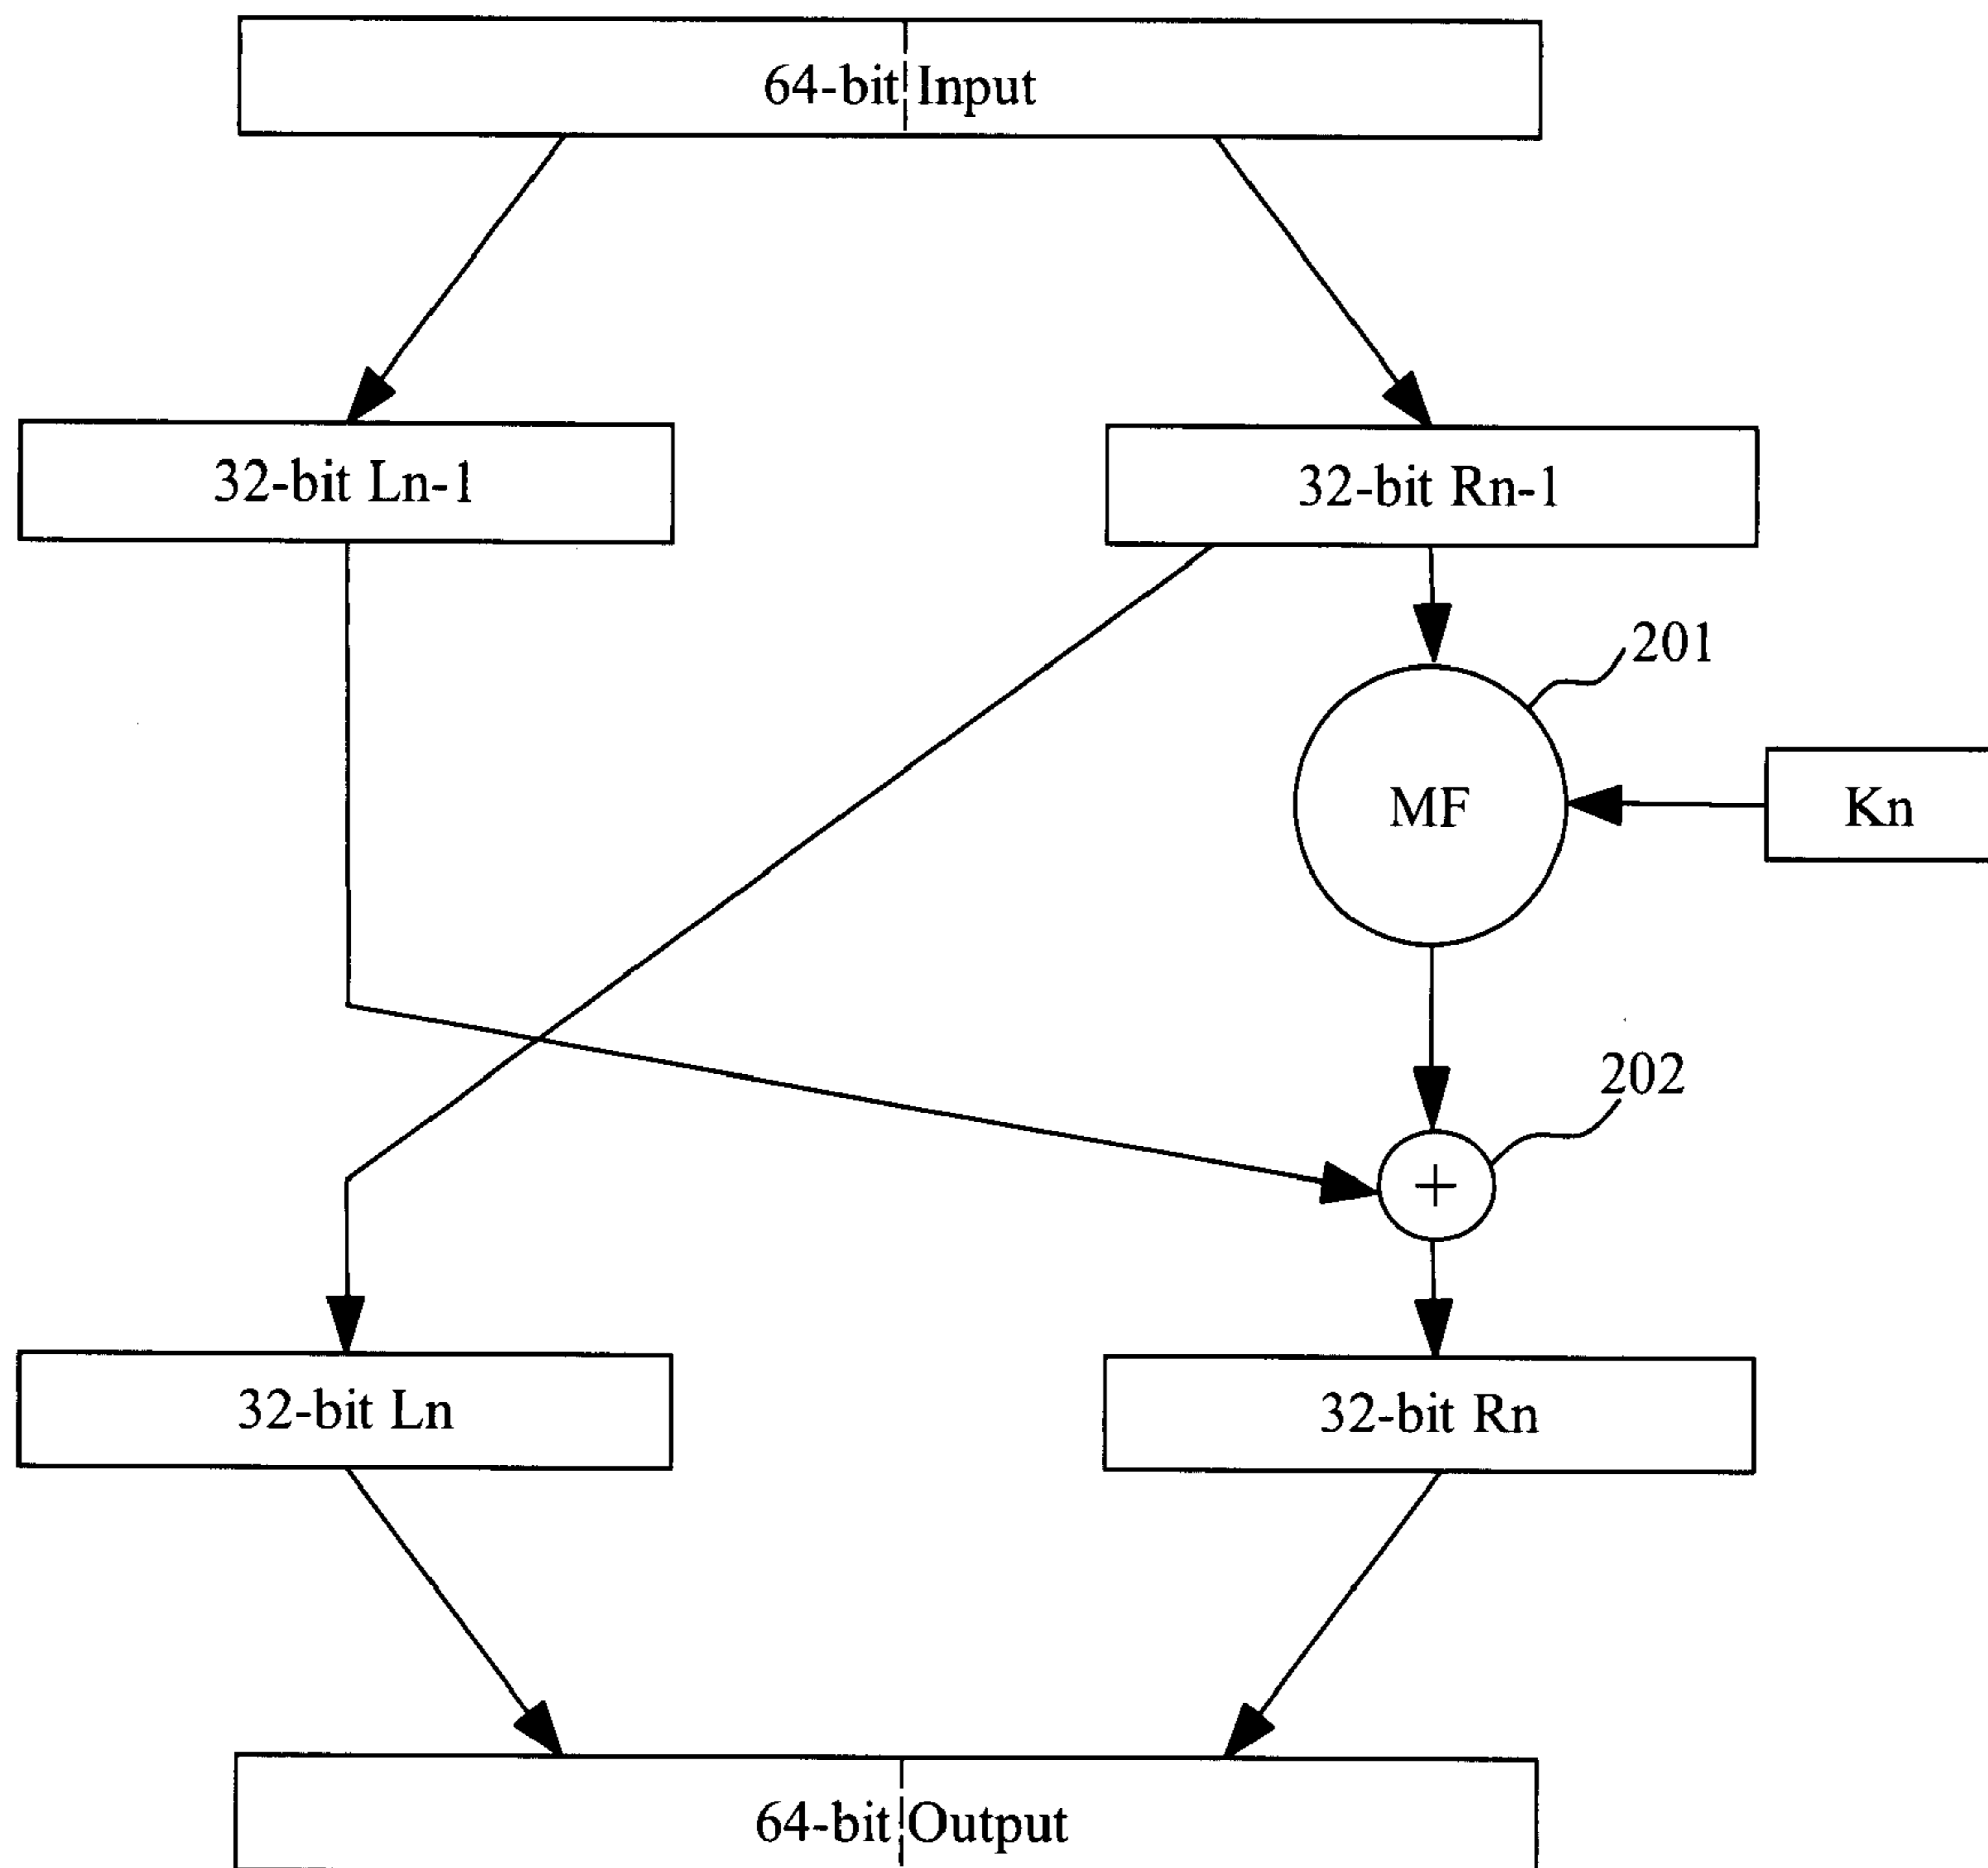 64-bit Input
32-bit Ln-1
32-bit Rn-1
201
MF
Kn
202
+
32-bit Ln
32-bit Rn
64-bit Output